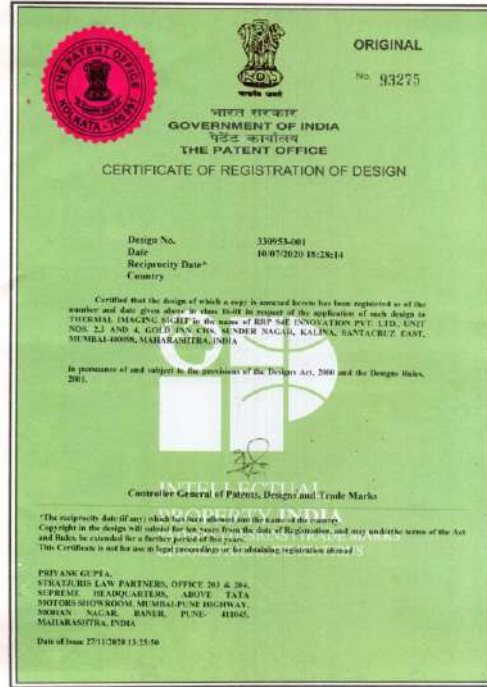 THE PATENT OFFICE
KOLKATA - 700 091
ORIGINAL
No. 93275
भारत सरकार
GOVERNMENT OF INDIA
पेटेंट कार्यालय
THE PATENT OFFICE
CERTIFICATE OF REGISTRATION OF DESIGN
Design No. 330953-001
Date 10/07/2020 18:28:14
Reciprocity Date*
Country
Certified that the design of which a copy is annexed hereto has been registered as of the
number and date given above in class 16-01 in respect of the application of such design to
THERMAL IMAGING SIGHT in the name of RRP S4E INNOVATION PVT. LTD., UNIT
NOS. 2,3 AND 4, GOLD INN CHS, SUNDER NAGAR, KALINA, SANTACRUZ EAST,
MUMBAI-400098, MAHARASHTRA, INDIA
In pursuance of and subject to the provisions of the Designs Act, 2000 and the Designs Rules,
2001.
Controller General of Patents, Designs and Trade Marks
INTELLECTUAL
PROPERTY INDIA
*The reciprocity date (if any) which has been allowed and the name of the country.
Copyright in the design will subsist for ten years from the date of Registration, and may under the terms of the Act
and Rules, be extended for a further period of five years.
This Certificate is not for use in legal proceedings or for obtaining registration abroad
PRIYANK GUPTA,
STRATJURIS LAW PARTNERS, OFFICE 203 & 204,
SUPREME HEADQUARTERS, ABOVE TATA
MOTORS SHOWROOM, MUMBAI-PUNE HIGHWAY,
MOHAN NAGAR, BANER, PUNE- 411045,
MAHARASHTRA, INDIA
Date of Issue 27/11/2020 13:25:50